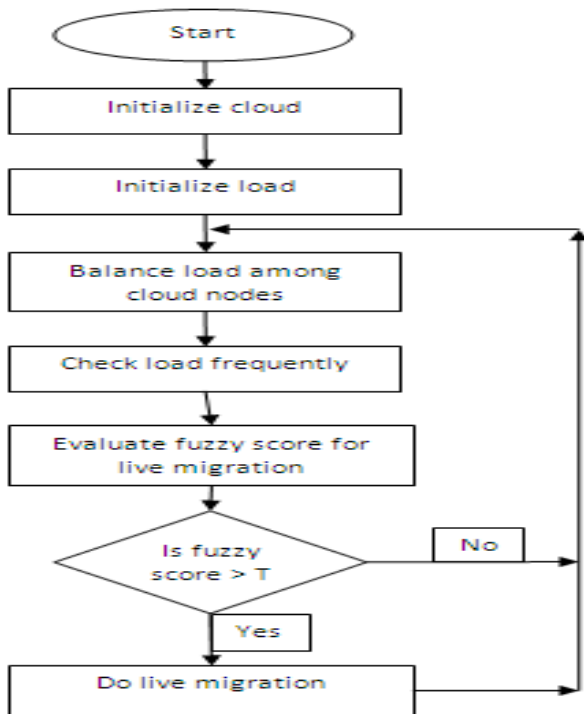 Start
Initialize cloud
Initialize load
Balance load among
cloud nodes
Check load frequently
Evaluate fuzzy score for
live migration
Is fuzzy
score > T
No
Yes
Do live migration